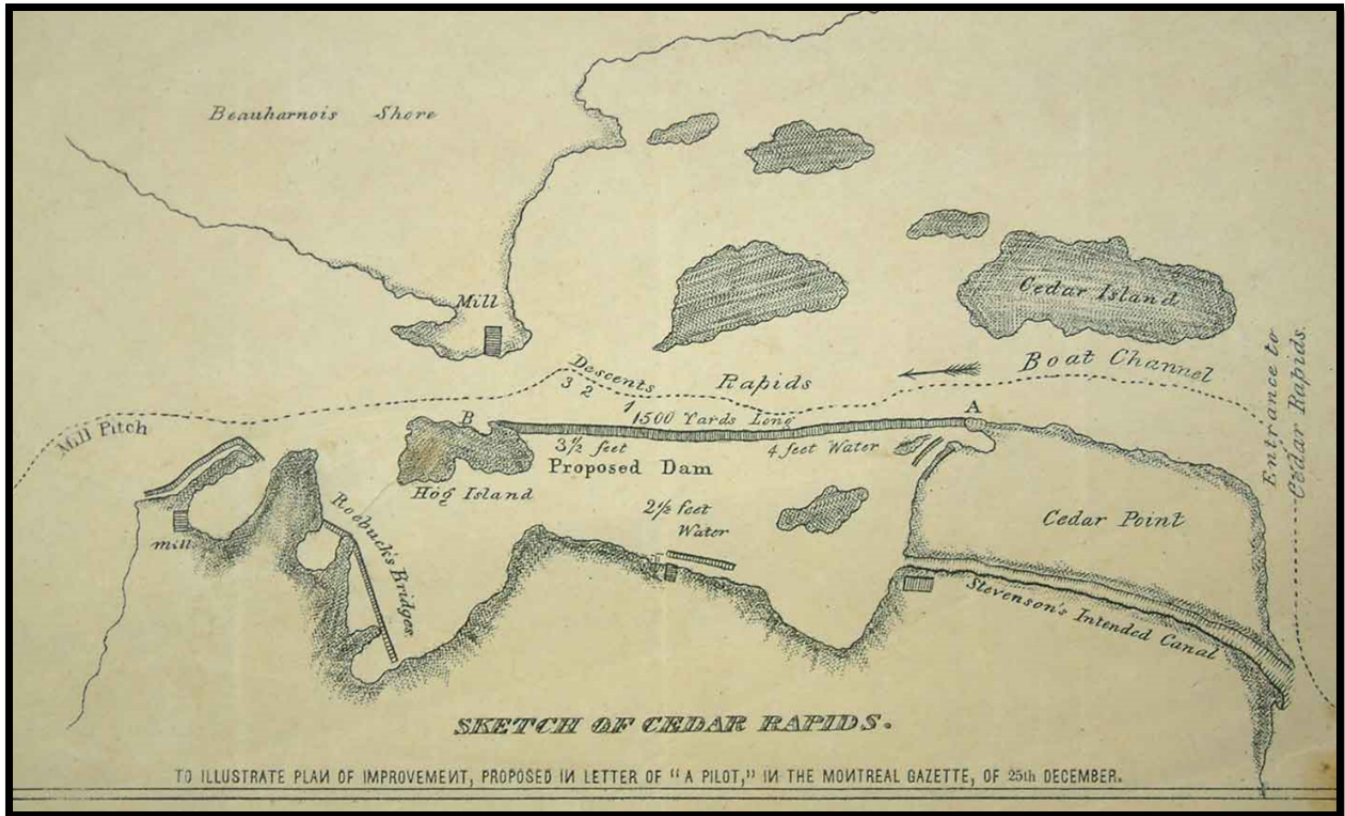 Beauharnois Shore
Cedar Island
Mill
Entrance to
Cedar Rapids.
Boat Channel
Descents
3 2 1
Rapids
A
1500 Yards Long
B
Mill Pitch
3½ feet
4 feet Water
Proposed Dam
Hog Island
2½ feet
Water
Cedar Point
Roebuck's Bridges
mill
Stevenson's Intended Canal
SKETCH OF CEDAR RAPIDS.
TO ILLUSTRATE PLAN OF IMPROVEMENT, PROPOSED IN LETTER OF "A PILOT," IN THE MONTREAL GAZETTE, OF 25th DECEMBER.